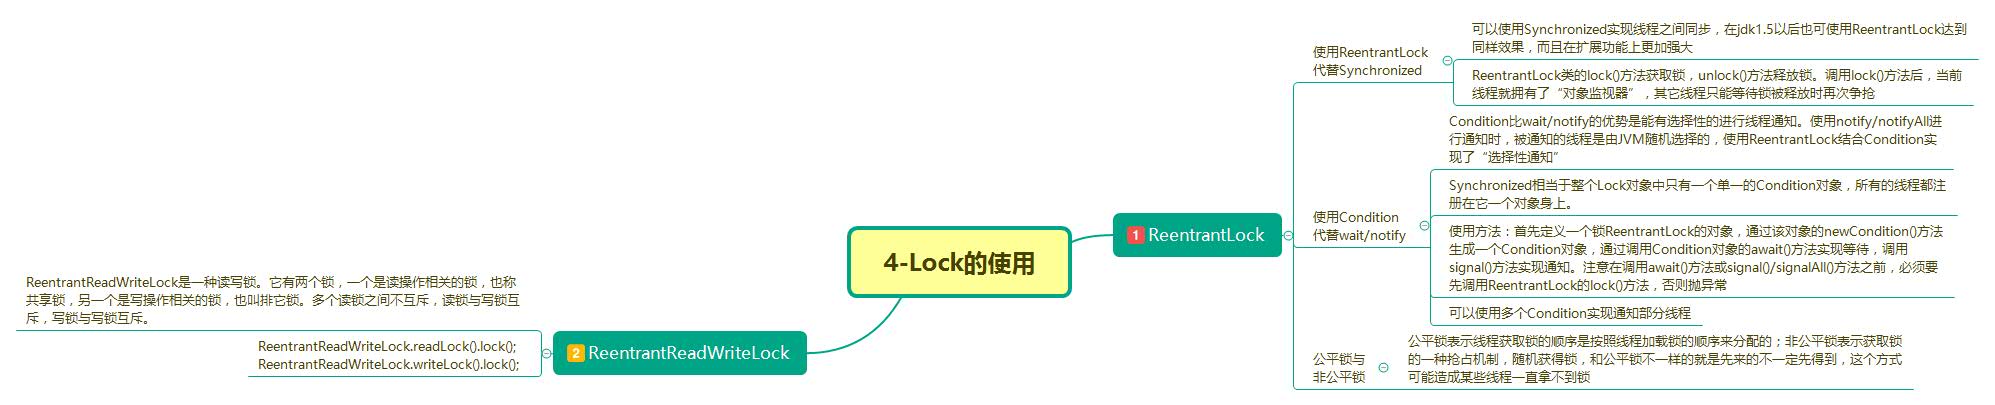 4-Lock的使用
1 ReentrantLock
使用ReentrantLock
代替Synchronized
可以使用Synchronized实现线程之间同步，在jdk1.5以后也可使用ReentrantLock达到
同样效果，而且在扩展功能上更加强大
ReentrantLock类的lock()方法获取锁，unlock()方法释放锁。调用lock()方法后，当前
线程就拥有了“对象监视器”，其它线程只能等待锁被释放时再次争抢
使用Condition
代替wait/notify
Condition比wait/notify的优势是能有选择性的进行线程通知。使用notify/notifyAll进
行通知时，被通知的线程是由JVM随机选择的，使用ReentrantLock结合Condition实
现了“选择性通知”
Synchronized相当于整个Lock对象中只有一个单一的Condition对象，所有的线程都注
册在它一个对象身上。
使用方法：首先定义一个锁ReentrantLock的对象，通过该对象的newCondition()方法
生成一个Condition对象，通过调用Condition对象的await()方法实现等待，调用
signal()方法实现通知。注意在调用await()方法或signal()/signalAll()方法之前，必须要
先调用ReentrantLock的lock()方法，否则抛异常
可以使用多个Condition实现通知部分线程
公平锁与
非公平锁
公平锁表示线程获取锁的顺序是按照线程加载锁的顺序来分配的；非公平锁表示获取锁
的一种抢占机制，随机获得锁，和公平锁不一样的就是先来的不一定先得到，这个方式
可能造成某些线程一直拿不到锁
2 ReentrantReadWriteLock
ReentrantReadWriteLock是一种读写锁。它有两个锁，一个是读操作相关的锁，也称
共享锁，另一个是写操作相关的锁，也叫排它锁。多个读锁之间不互斥，读锁与写锁互
斥，写锁与写锁互斥。
ReentrantReadWriteLock.readLock().lock();
ReentrantReadWriteLock.writeLock().lock();